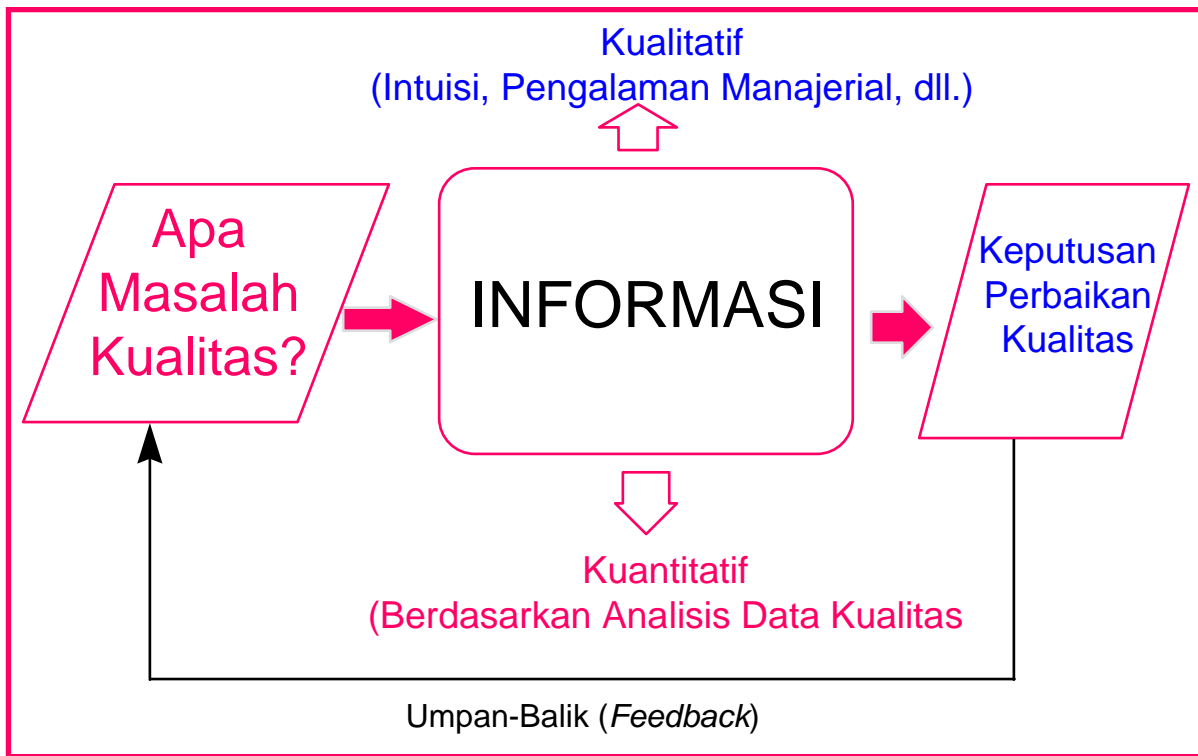 Kualitatif
(Intuisi, Pengalaman Manajerial, dll.)
Apa
Masalah
Kualitas?
INFORMASI
Keputusan
Perbaikan
Kualitas
Kuantitatif
(Berdasarkan Analisis Data Kualitas
Umpan-Balik (Feedback)